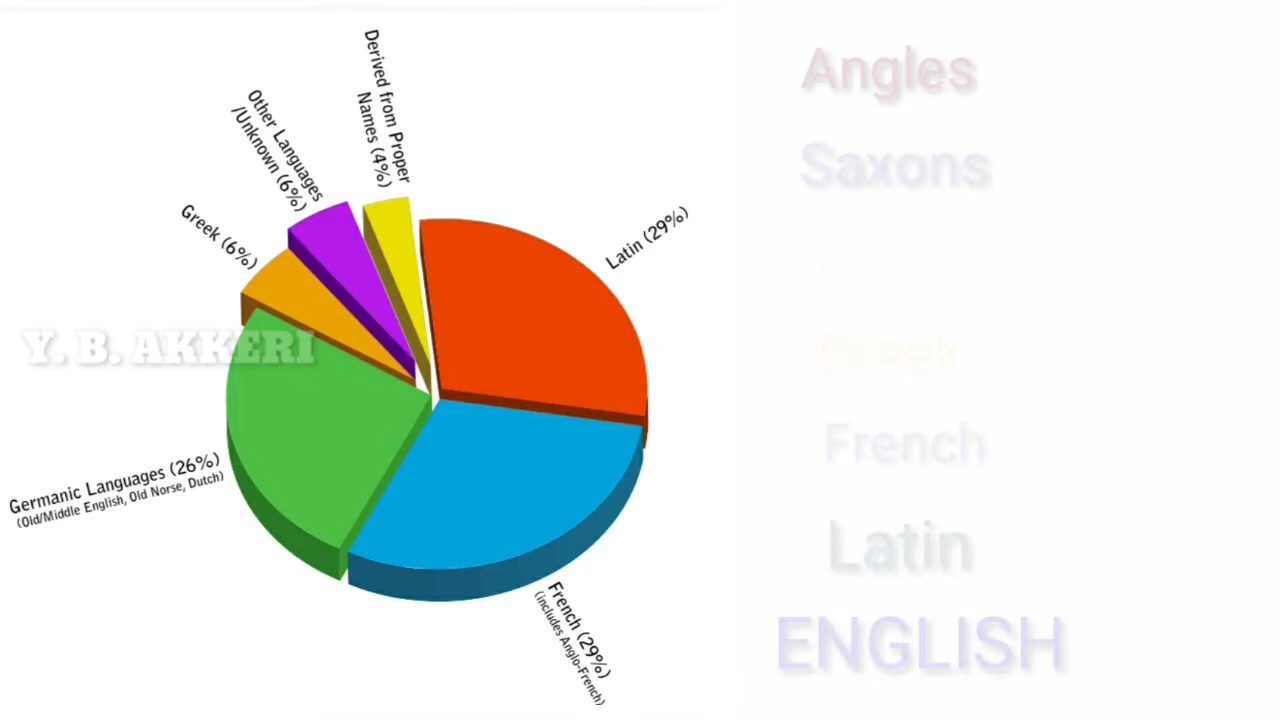 Derived from Proper
Names (4%)
Other Languages
/Unknown (6%)
Greek (6%)
Latin (29%)
Y. B. AKKERI
Germanic Languages (26%)
(Old/Middle English, Old Norse, Dutch)
French (29%)
(includes Anglo-French)
Angles
Saxons
Greek
French
Latin
ENGLISH